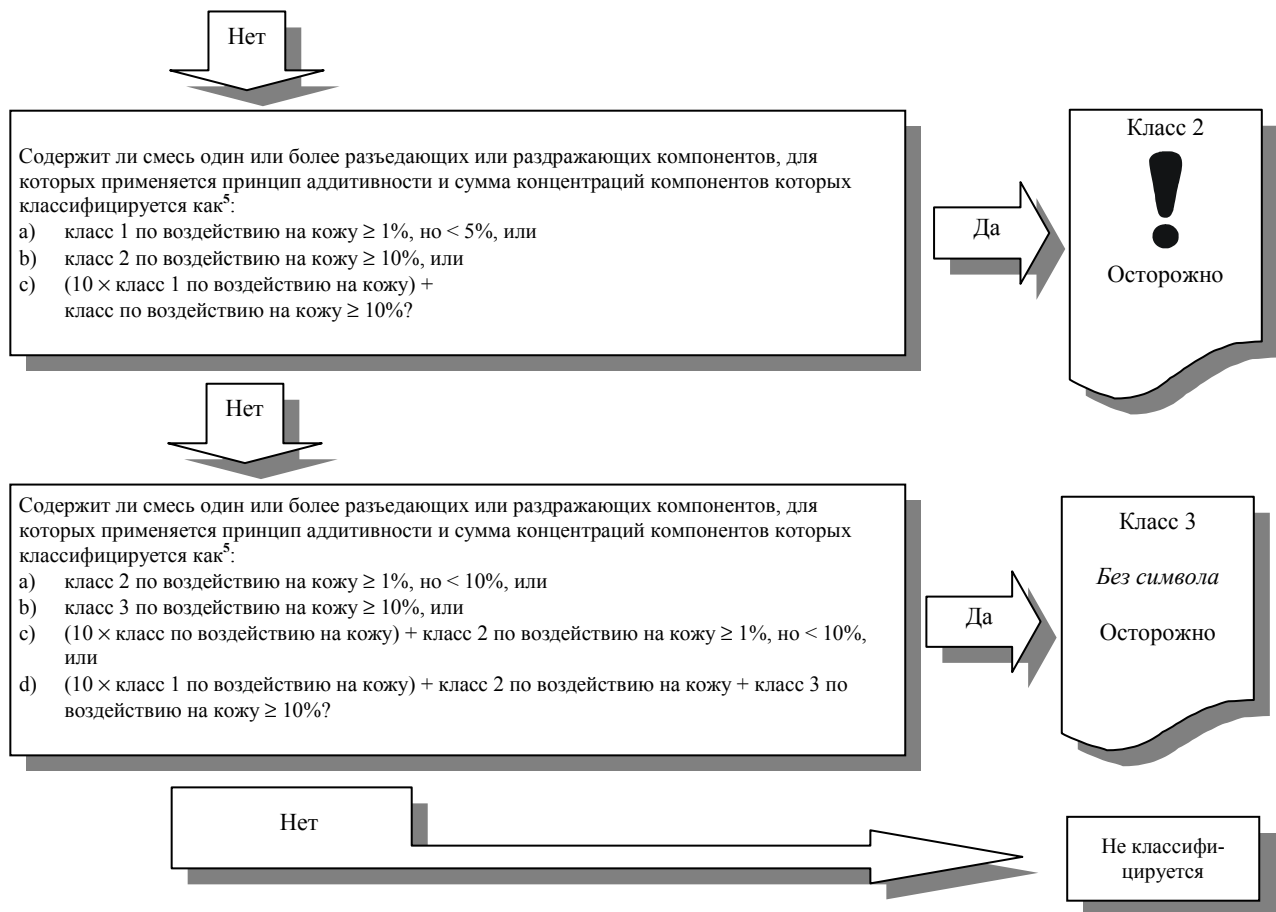 Нет
Содержит ли смесь один или более разъедающих или раздражающих компонентов, для
которых применяется принцип аддитивности и сумма концентраций компонентов которых
классифицируется как⁵:
a) класс 1 по воздействию на кожу ≥ 1%, но < 5%, или
b) класс 2 по воздействию на кожу ≥ 10%, или
c) (10 × класс 1 по воздействию на кожу) +
класс по воздействию на кожу ≥ 10%?
Да
Класс 2
!
Осторожно
Нет
Содержит ли смесь один или более разъедающих или раздражающих компонентов, для
которых применяется принцип аддитивности и сумма концентраций компонентов которых
классифицируется как⁵:
a) класс 2 по воздействию на кожу ≥ 1%, но < 10%, или
b) класс 3 по воздействию на кожу ≥ 10%, или
c) (10 × класс по воздействию на кожу) + класс 2 по воздействию на кожу ≥ 1%, но < 10%,
или
d) (10 × класс 1 по воздействию на кожу) + класс 2 по воздействию на кожу + класс 3 по
воздействию на кожу ≥ 10%?
Да
Класс 3
Без символа
Осторожно
Нет
Не классифи-
цируется